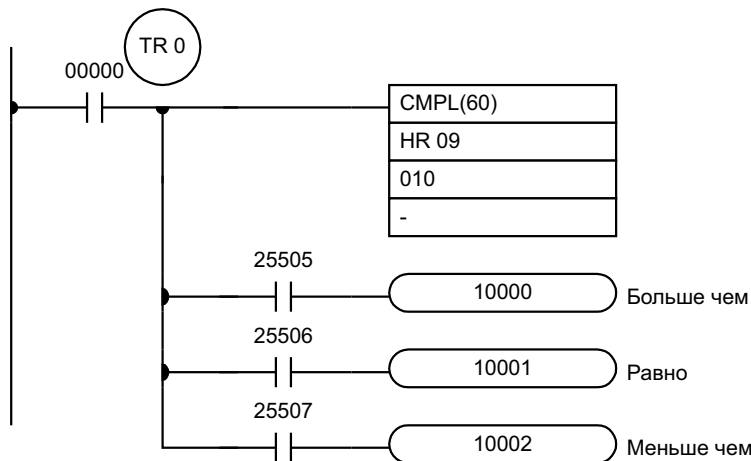 TR 0
00000
CMPL(60)
HR 09
010
-
25505
10000 Больше чем
25506
10001 Равно
25507
10002 Меньше чем